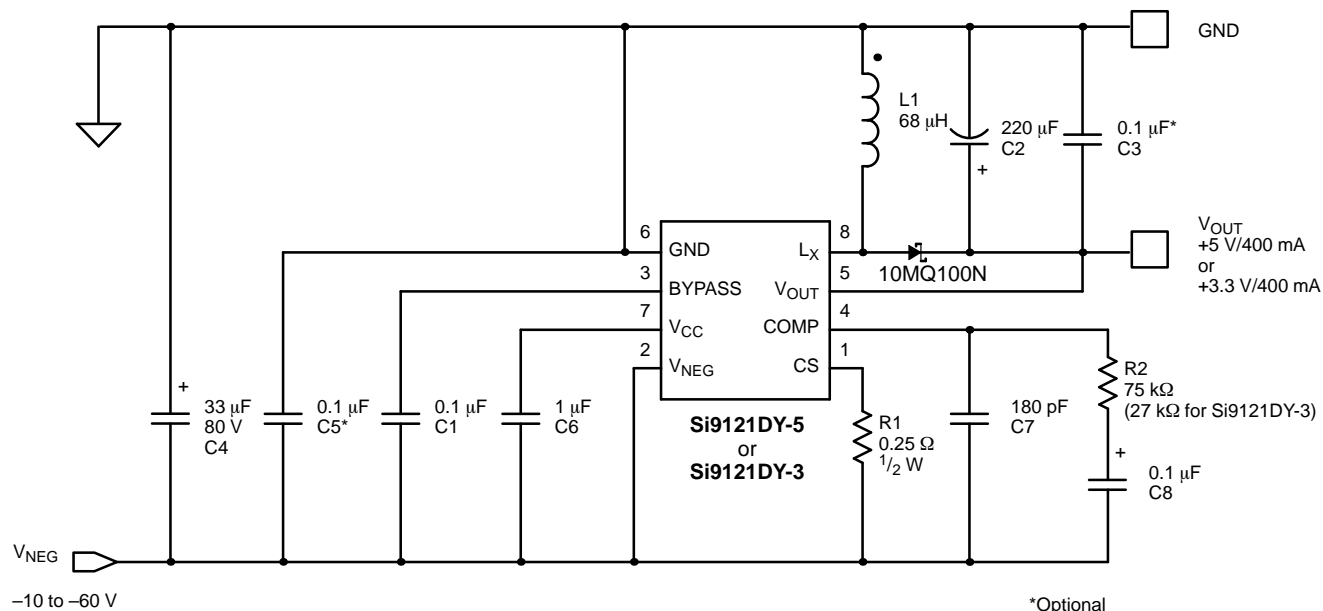 GND
L1
68 μH
220 μF
C2
+
0.1 μF*
C3
6
GND
3
BYPASS
7
VCC
2
VNEG
8
LX
5
VOUT
4
COMP
1
CS
10MQ100N
VOUT
+5 V/400 mA
or
+3.3 V/400 mA
+
33 μF
80 V
C4
0.1 μF
C5*
0.1 μF
C1
1 μF
C6
Si9121DY-5
or
Si9121DY-3
R1
0.25 Ω
1/2 W
180 pF
C7
R2
75 kΩ
(27 kΩ for Si9121DY-3)
+
0.1 μF
C8
VNEG
–10 to –60 V
*Optional